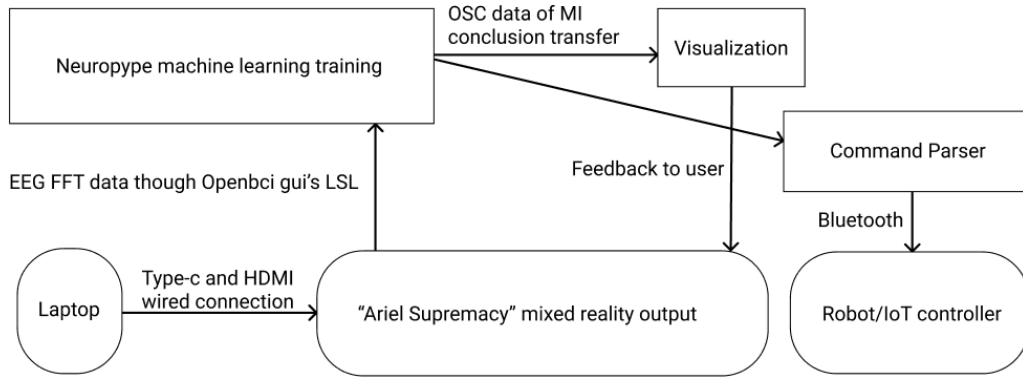 OSC data of MI
conclusion transfer
Neuropype machine learning training
Visualization
Command Parser
EEG FFT data though Openbci gui's LSL
Feedback to user
Bluetooth
Type-c and HDMI
wired connection
Laptop
“Ariel Supremacy” mixed reality output
Robot/IoT controller